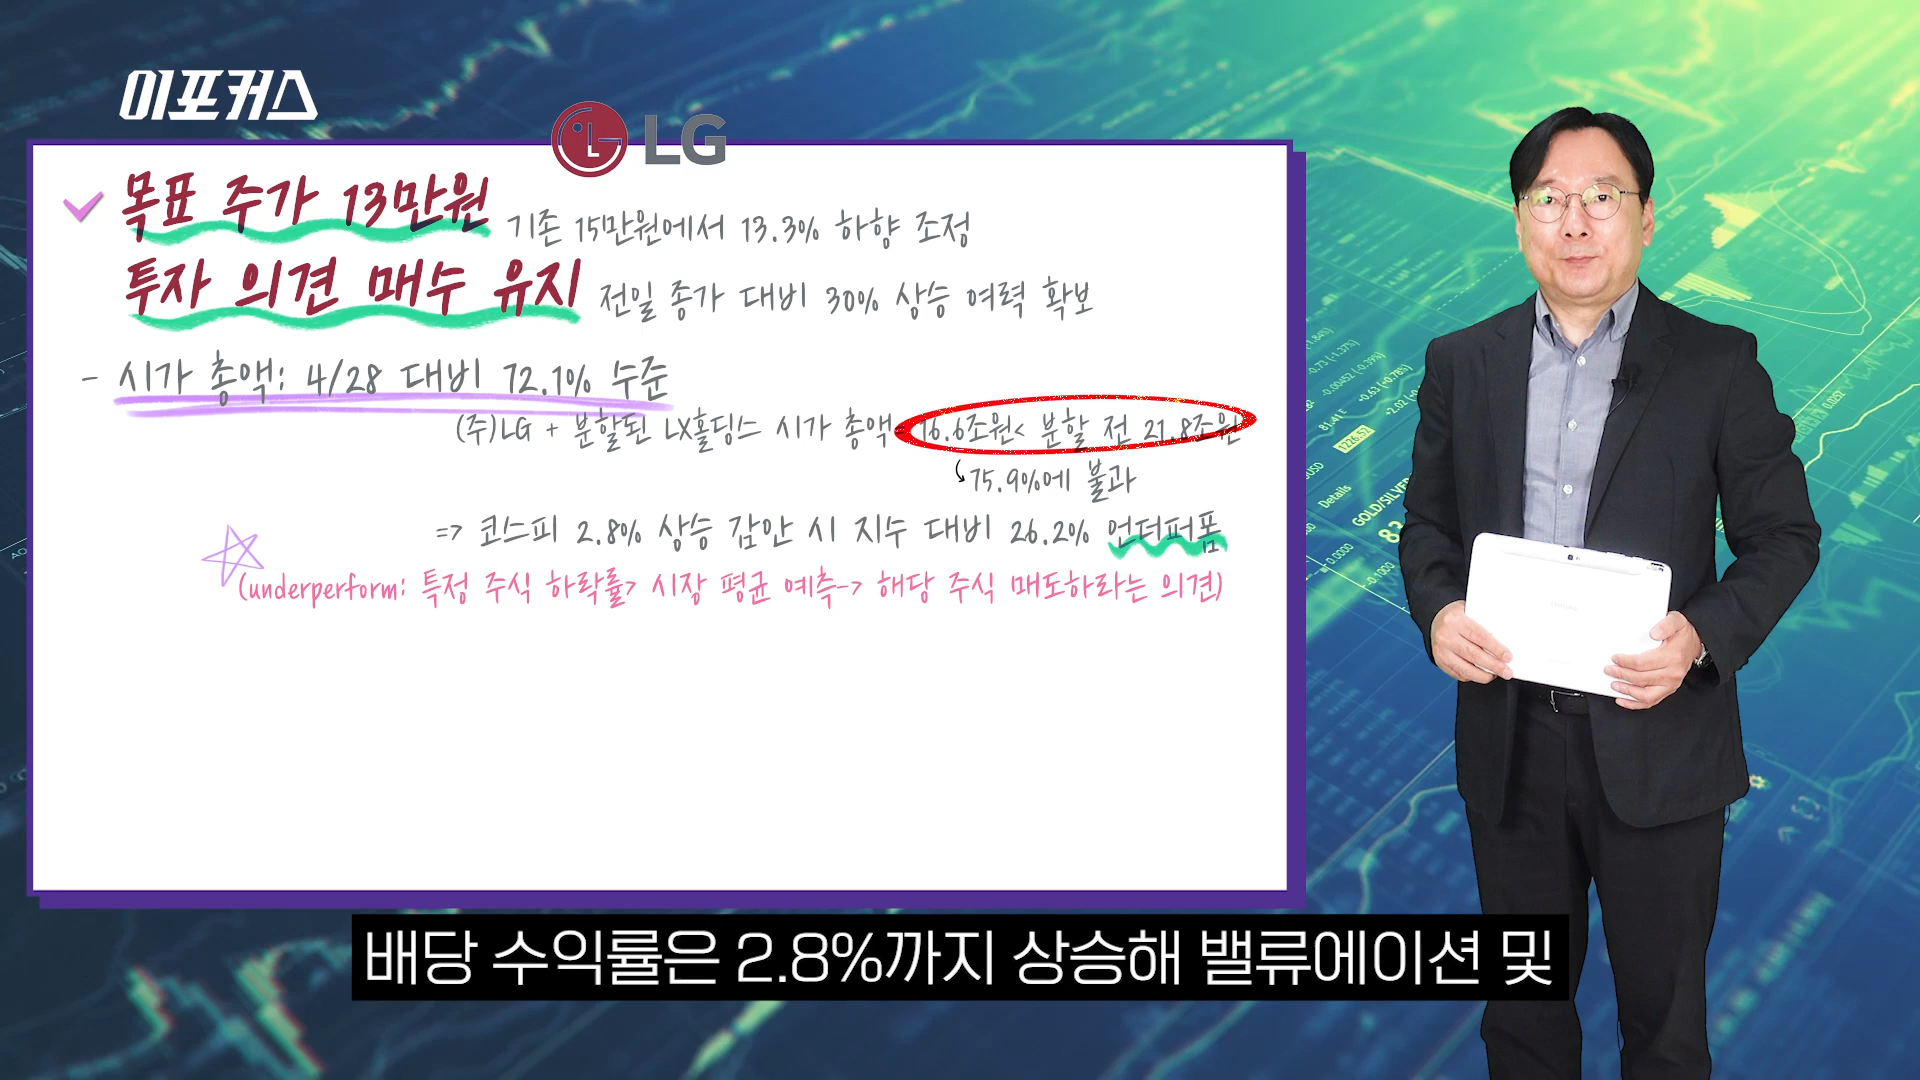 이포커스
LG
목표 주가 13만원 기존 15만원에서 13.3% 하향 조정
투자 의견 매수 유지 전일 종가 대비 30% 상승 여력 확보
- 시가 총액: 4/28 대비 72.1% 수준
(주)LG + 분할된 LX홀딩스 시가 총액 16.6조원< 분할 전 21.8조원
75.9%에 불과
=> 코스피 2.8% 상승 감안 시 지수 대비 26.2% 언더퍼폼
(underperform: 특정 주식 하락률> 시장 평균 예측-> 해당 주식 매도하라는 의견)
배당 수익률은 2.8%까지 상승해 밸류에이션 및
Details
GOLD/SILVER